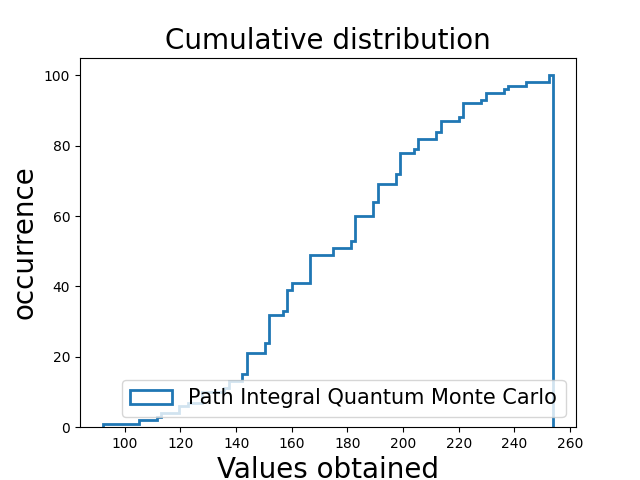 Cumulative distribution
occurrence
100
80
60
40
20
0
Path Integral Quantum Monte Carlo
100 120 140 160 180 200 220 240 260
Values obtained